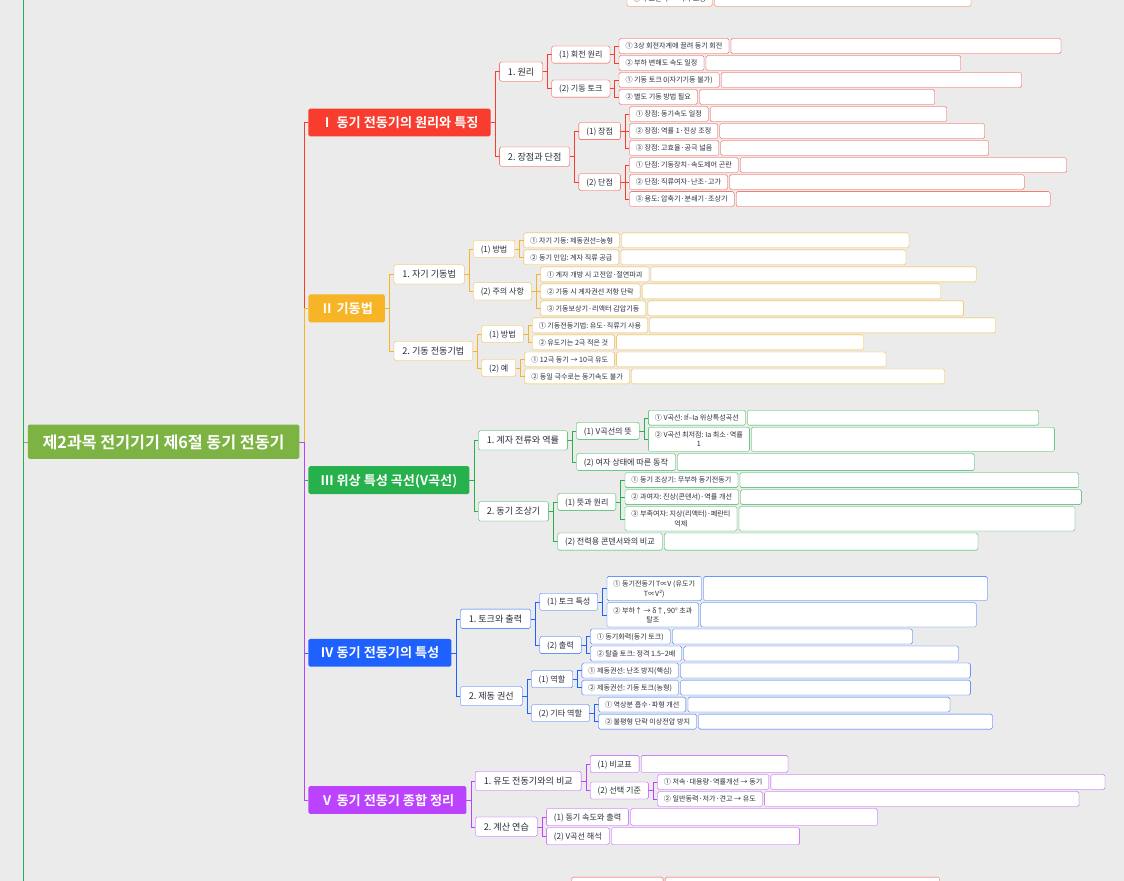 제2과목 전기기기 제6절 동기 전동기
Ⅰ 동기 전동기의 원리와 특징
1. 원리
(1) 회전 원리
① 3상 회전자계에 끌려 동기 회전
② 부하 변해도 속도 일정
(2) 기동 토크
① 기동 토크 0(자기기동 불가)
② 별도 기동 방법 필요
2. 장점과 단점
(1) 장점
① 장점: 동기속도 일정
② 장점: 역률 1·진상 조정
③ 장점: 고효율·공극 넓음
(2) 단점
① 단점: 기동장치·속도제어 곤란
② 단점: 직류여자·난조·고가
③ 용도: 압축기·분쇄기·조상기
Ⅱ 기동법
1. 자기 기동법
(1) 방법
① 자기 기동: 제동권선=농형
② 동기 인입: 계자 직류 공급
(2) 주의 사항
① 계자 개방 시 고전압·절연파괴
② 기동 시 계자권선 저항 단락
③ 기동보상기·리액터 감압기동
2. 기동 전동기법
(1) 방법
① 기동전동기법: 유도·직류기 사용
② 유도기는 2극 적은 것
(2) 예
① 12극 동기 → 10극 유도
② 동일 극수로는 동기속도 불가
Ⅲ 위상 특성 곡선(V곡선)
1. 계자 전류와 역률
(1) V곡선의 뜻
① V곡선: If–Ia 위상특성곡선
② V곡선 최저점: Ia 최소·역률
1
(2) 여자 상태에 따른 동작
2. 동기 조상기
(1) 뜻과 원리
① 동기 조상기: 무부하 동기전동기
② 과여자: 진상(콘덴서)·역률 개선
③ 부족여자: 지상(리액터)·페란티
억제
(2) 전력용 콘덴서와의 비교
Ⅳ 동기 전동기의 특성
1. 토크와 출력
(1) 토크 특성
① 동기전동기 T∝V (유도기
T∝V²)
② 부하↑ → δ↑, 90° 초과
탈조
(2) 출력
① 동기화력(동기 토크)
② 탈출 토크: 정격 1.5~2배
2. 제동 권선
(1) 역할
① 제동권선: 난조 방지(핵심)
② 제동권선: 기동 토크(농형)
(2) 기타 역할
① 역상분 흡수·파형 개선
② 불평형 단락 이상전압 방지
Ⅴ 동기 전동기 종합 정리
1. 유도 전동기와의 비교
(1) 비교표
(2) 선택 기준
① 저속·대용량·역률개선 → 동기
② 일반동력·저가·견고 → 유도
2. 계산 연습
(1) 동기 속도와 출력
(2) V곡선 해석